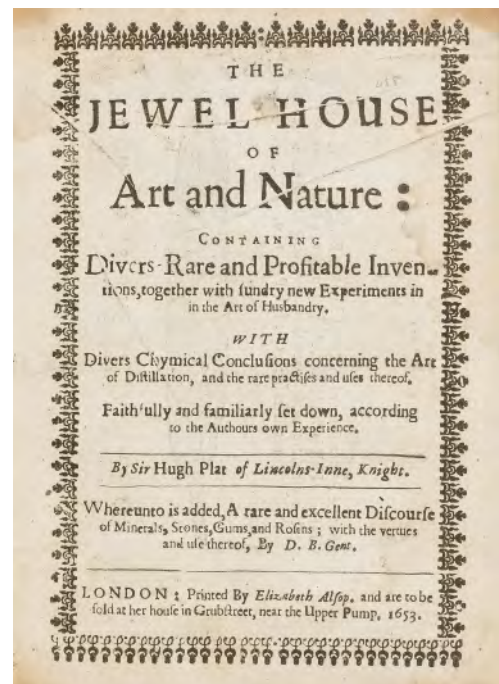 THE
JEWEL HOUSE
OF
Art and Nature:
CONTAINING
Divers Rare and Profitable Inven-
tions, together with ſundry new Experiments in
in the Art of Husbandry.
WITH
Divers Chymical Concluſions concerning the Art
of Diſtillation, and the rare practiſes and uſes thereof.
Faithfully and familiarly ſet down, according
to the Authours own Experience.
By Sir Hugh Plat of Lincolns-Inne, Knight.
Whereunto is added, A rare and excellent Diſcourſe
of Minerals, Stones, Gums, and Roſins; with the vertues
and uſe thereof, By D. B. Gent.
LONDON: Printed By Elizabeth Alſop, and are to be
ſold at her houſe in Grubſtreet, near the Upper Pump. 1653.